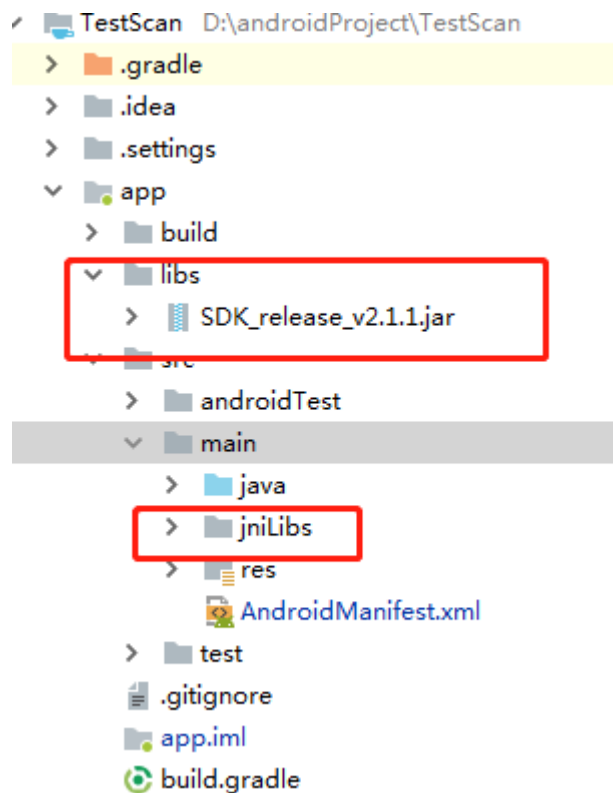 TestScan D:\androidProject\TestScan
.gradle
.idea
.settings
app
build
libs
SDK_release_v2.1.1.jar
src
androidTest
main
java
jniLibs
res
AndroidManifest.xml
test
.gitignore
app.iml
build.gradle